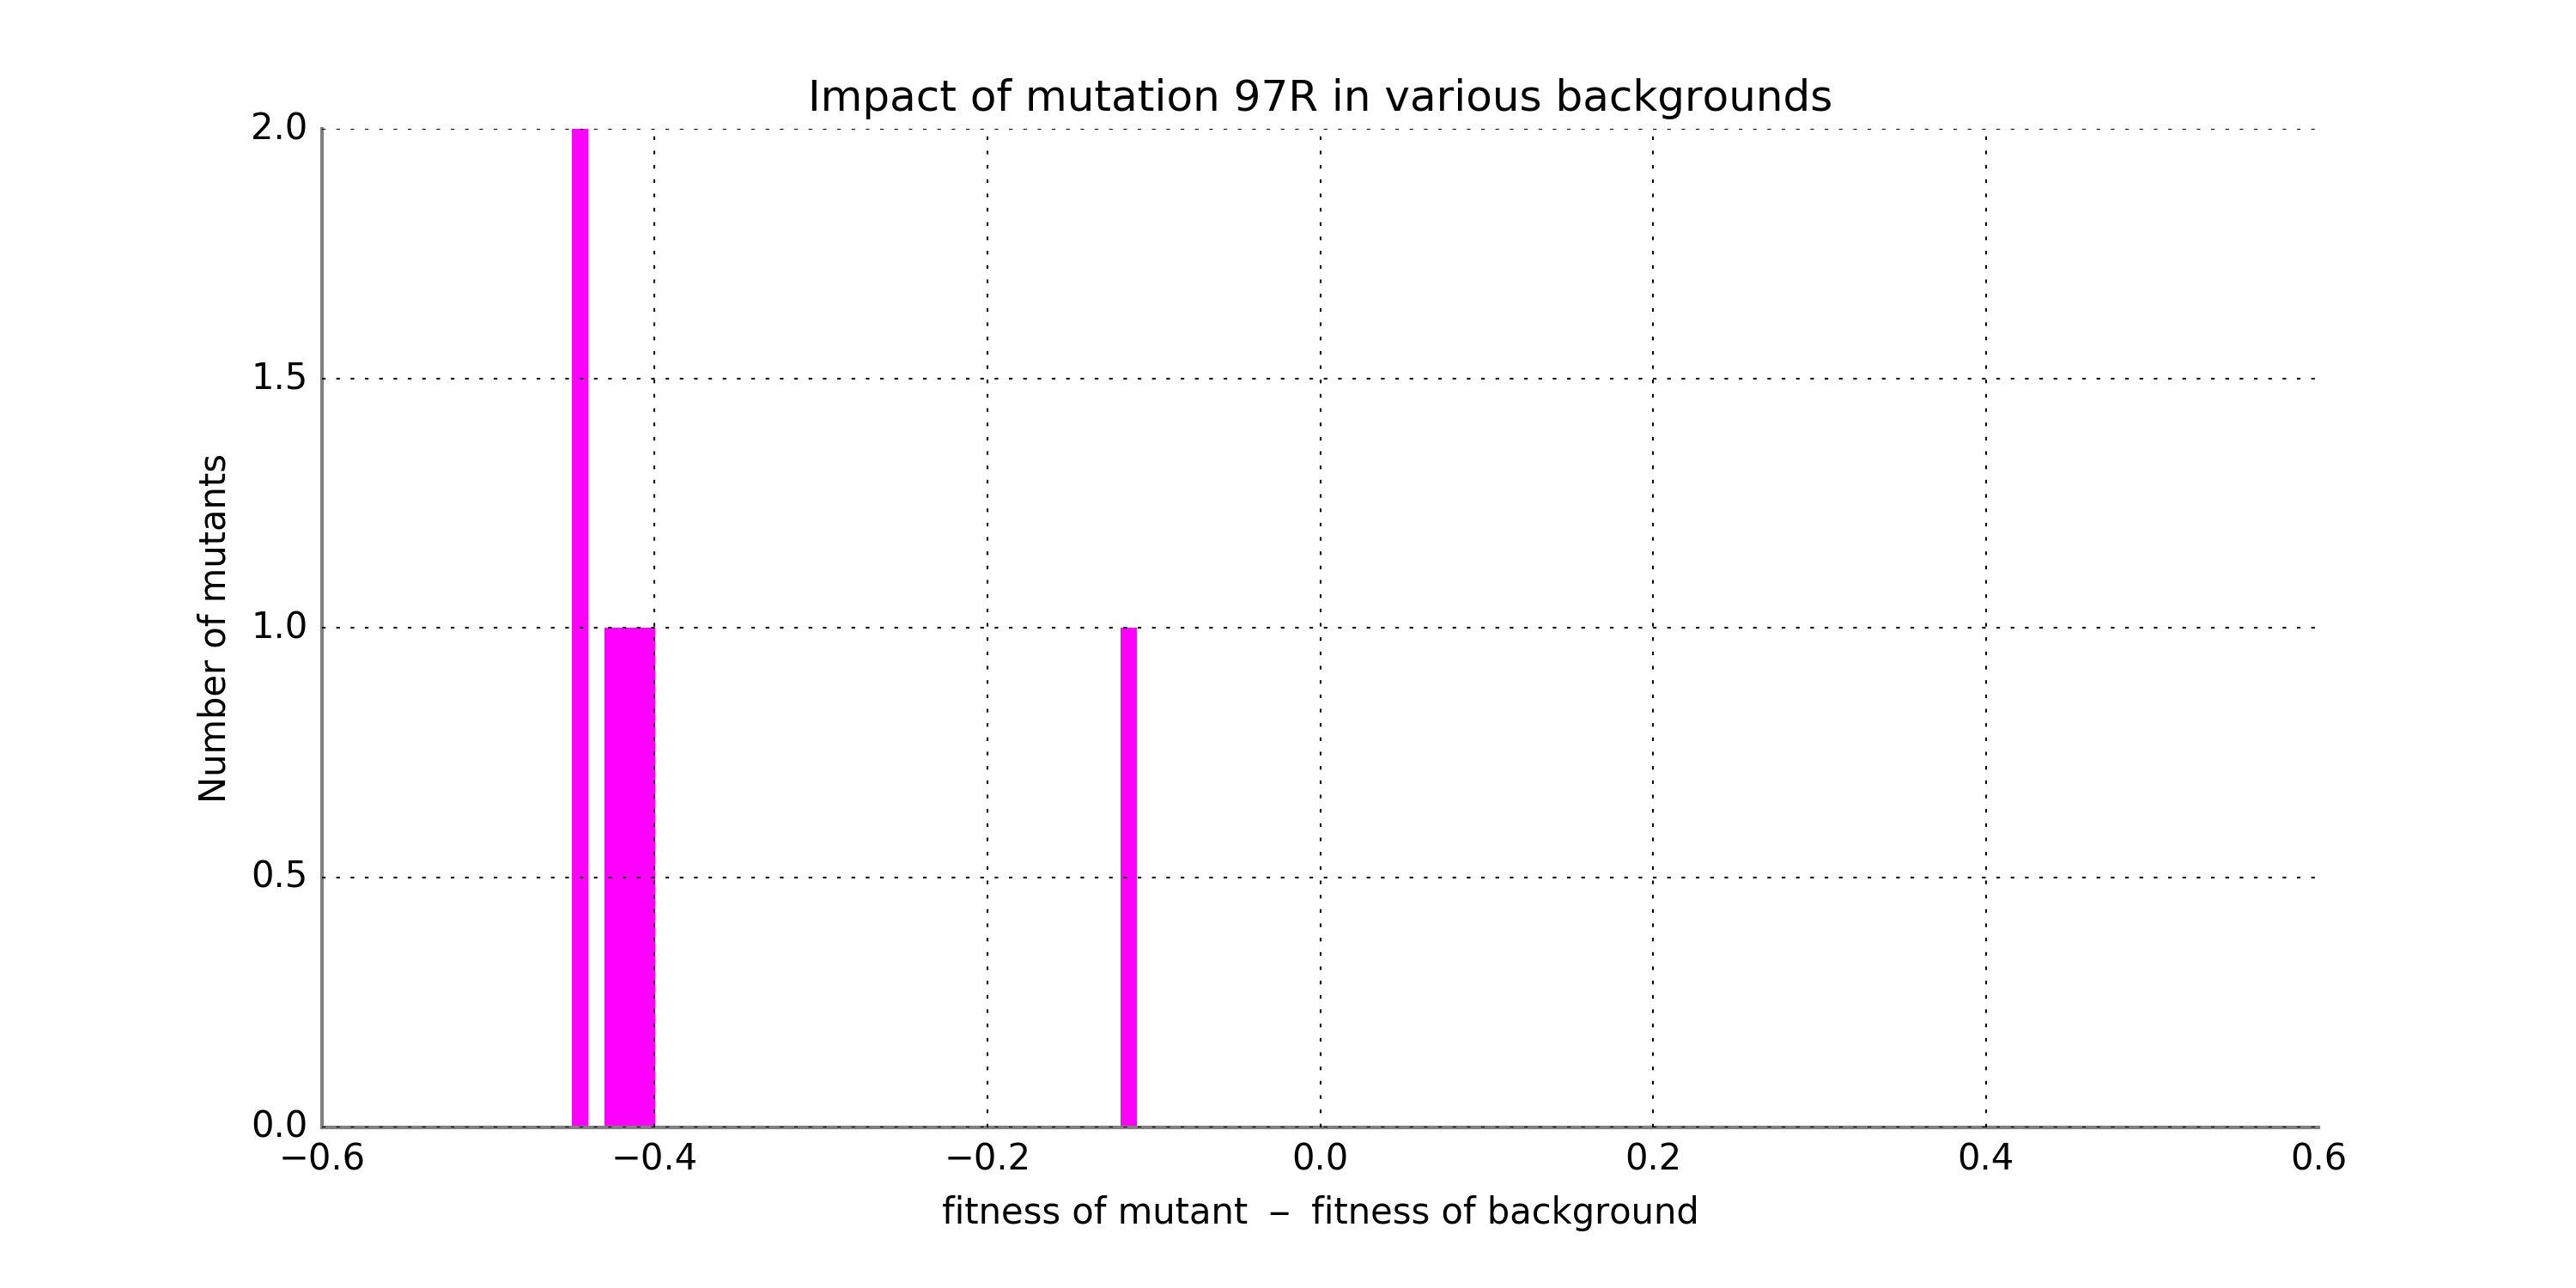 Impact of mutation 97R in various backgrounds
2.0
1.5
1.0
0.5
0.0
Number of mutants
−0.6 −0.4 −0.2 0.0 0.2 0.4 0.6
fitness of mutant − fitness of background